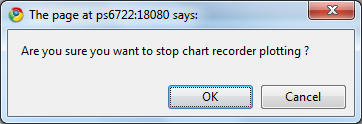 The page at ps6722:18080 says:
Are you sure you want to stop chart recorder plotting ?
OK Cancel